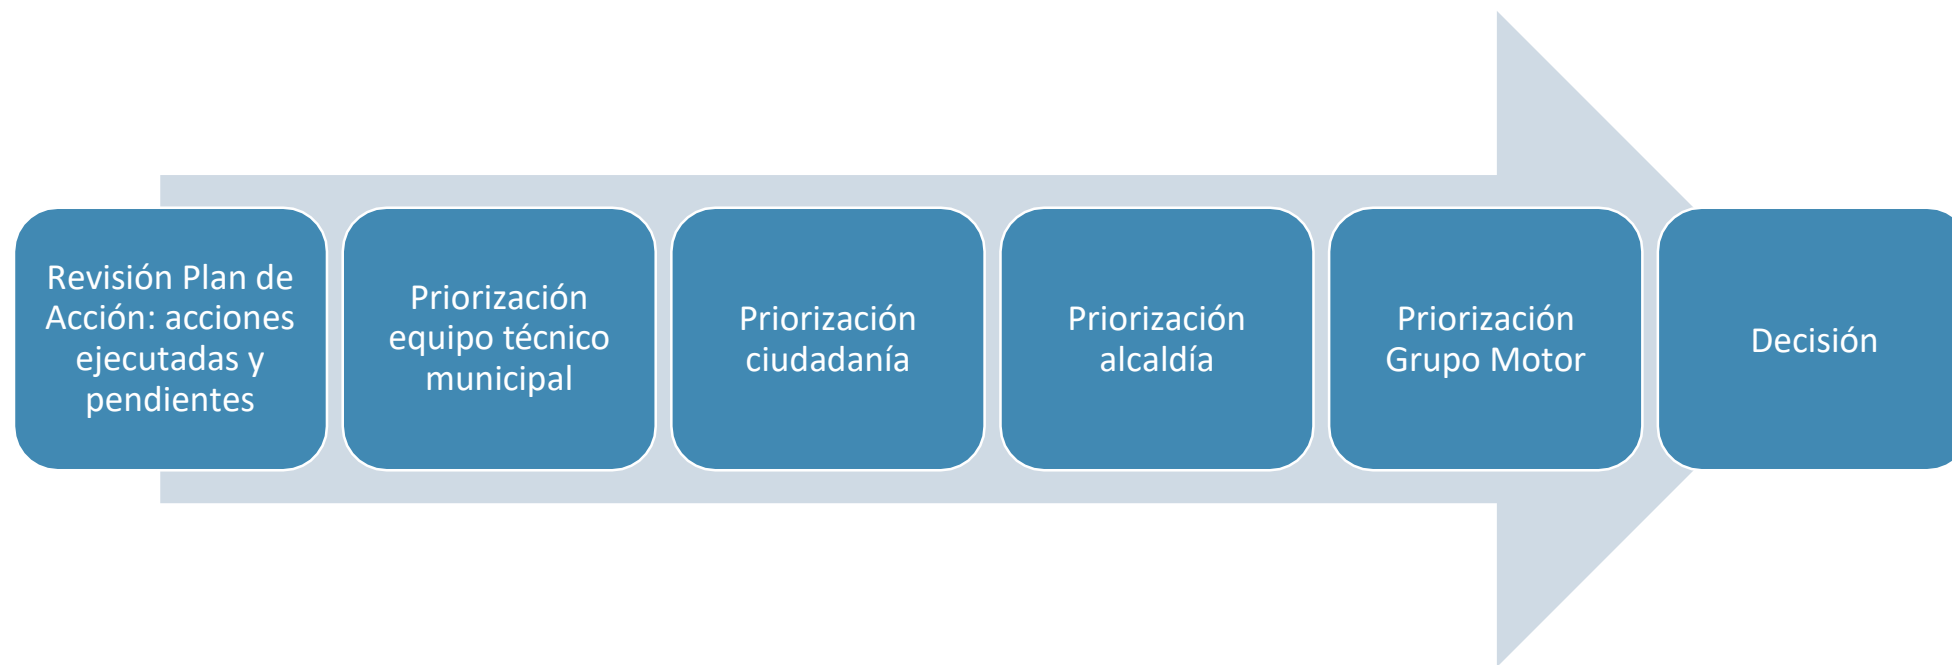 Revisión Plan de
Acción: acciones
ejecutadas y
pendientes
Priorización
equipo técnico
municipal
Priorización
ciudadanía
Priorización
alcaldía
Priorización
Grupo Motor
Decisión